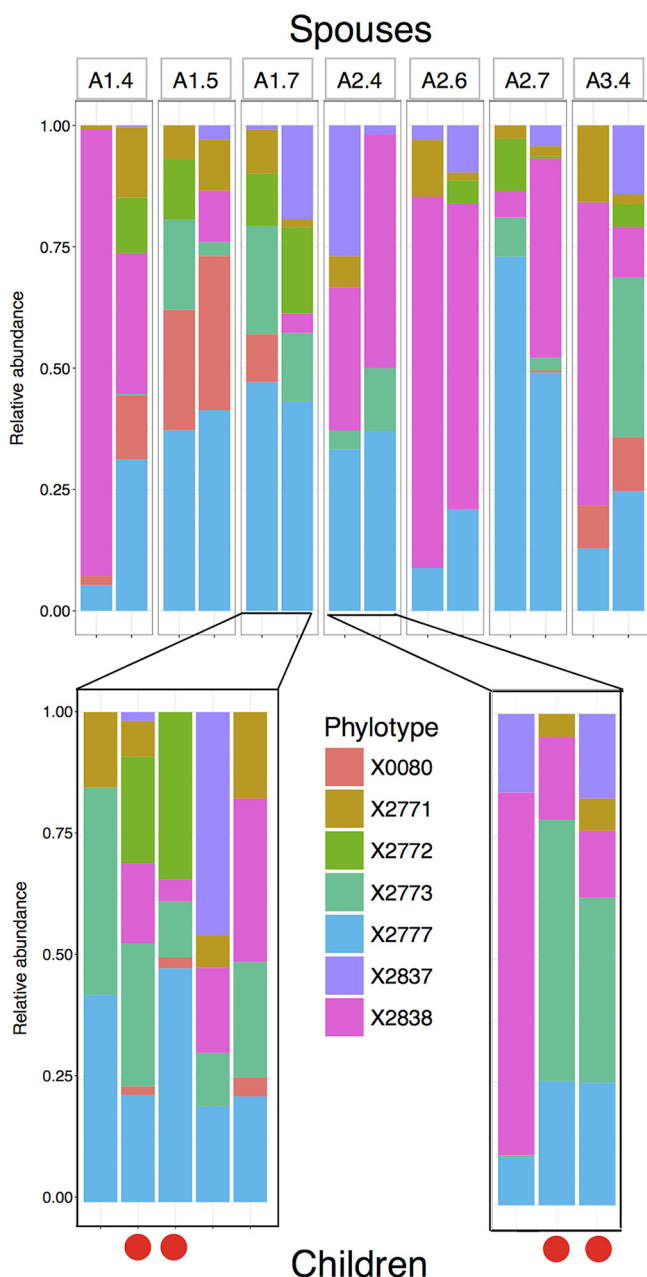 Spouses
A1.4 A1.5 A1.7 A2.4 A2.6 A2.7 A3.4
1.00
0.75
0.50
0.25
0.00
Relative abundance
1.00
0.75
0.50
0.25
0.00
Relative abundance
Phylotype
X0080
X2771
X2772
X2773
X2777
X2837
X2838
Children